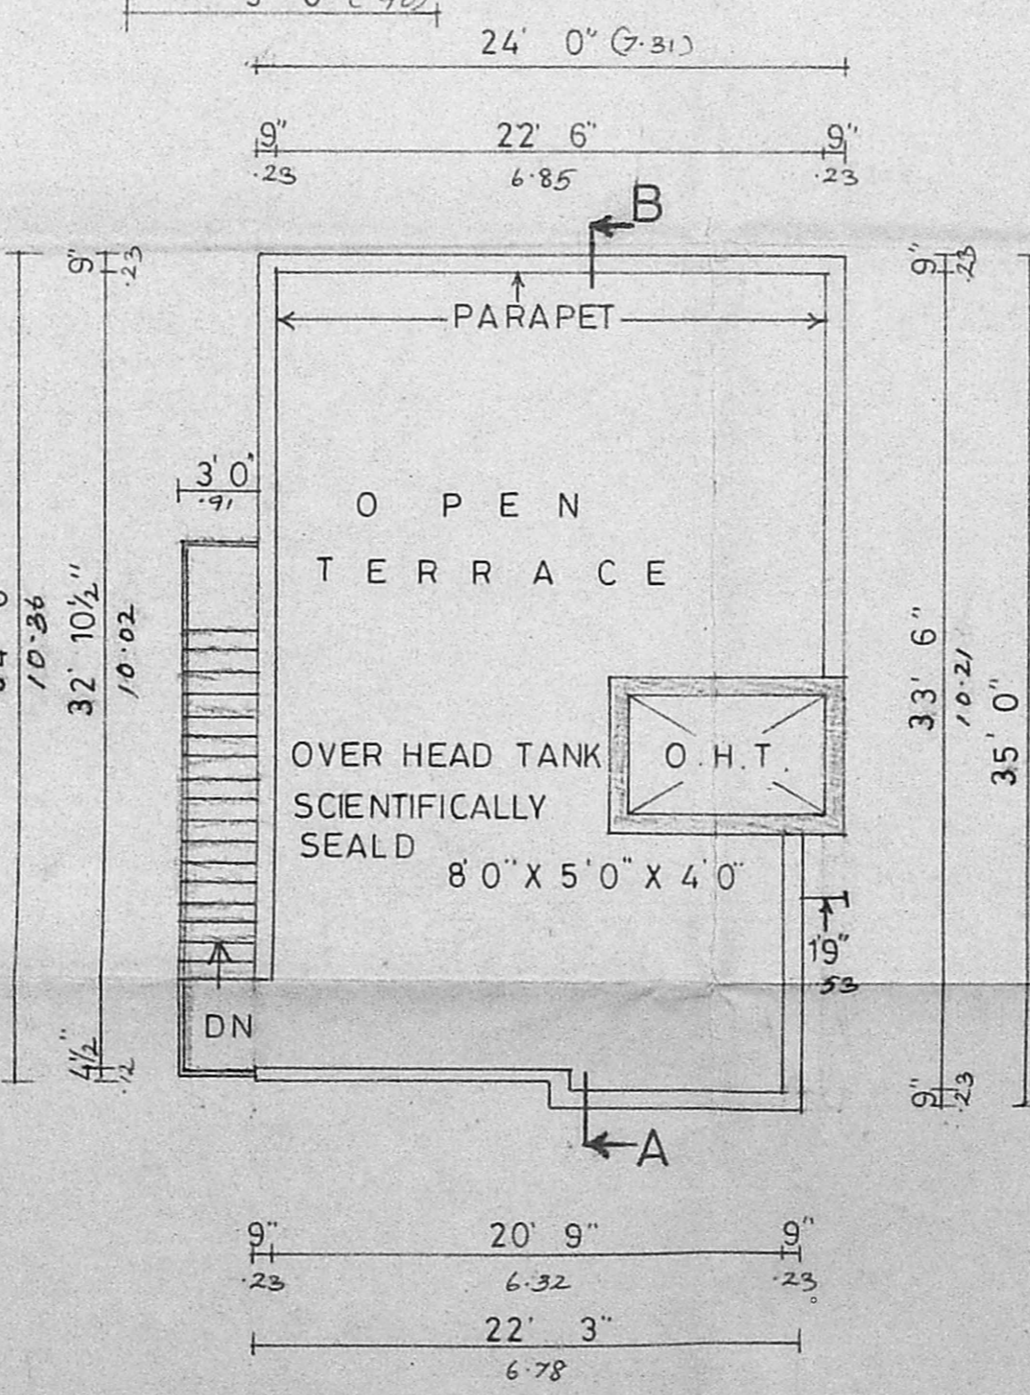 24' 0" (7.31)
9" 22' 6" 9"
.23 6.85 .23
B
9" .23
9" .23
PARAPET
3' 0"
.91
O P E N
T E R R A C E
10.36
32' 10½"
10.02
33' 6"
10.21
35' 0"
OVER HEAD TANK
O.H.T.
SCIENTIFICALLY
SEALD
8'0" X 5'0" X 4'0"
1'9"
.53
DN
4½" .12
9" .23
A
9" 20' 9" 9"
.23 6.32 .23
22' 3"
6.78